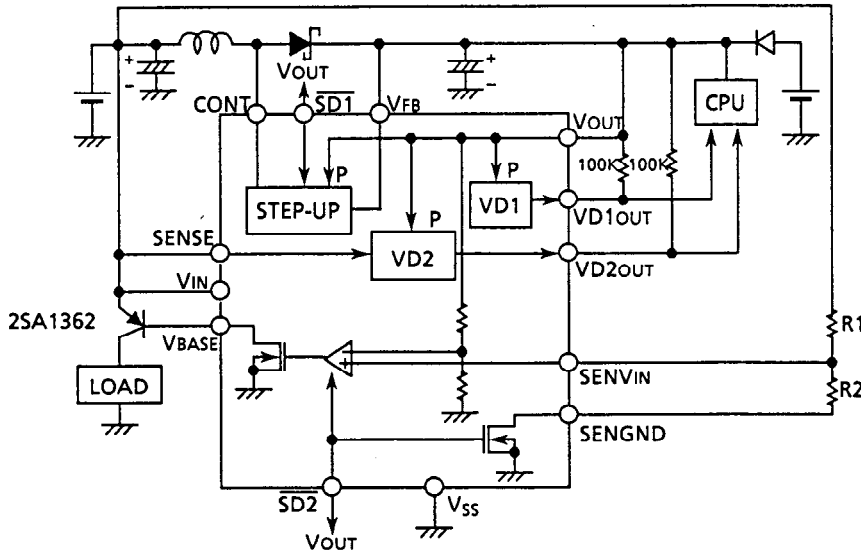 +
-
VOUT
+
-
CPU
CONT
SD1
VFB
VOUT
P
P
100K
100K
STEP-UP
VD1
VD1OUT
SENSE
P
VD2
VD2OUT
VIN
2SA1362
VBASE
R1
LOAD
+
SENVIN
R2
SENGND
SD2
VSS
VOUT